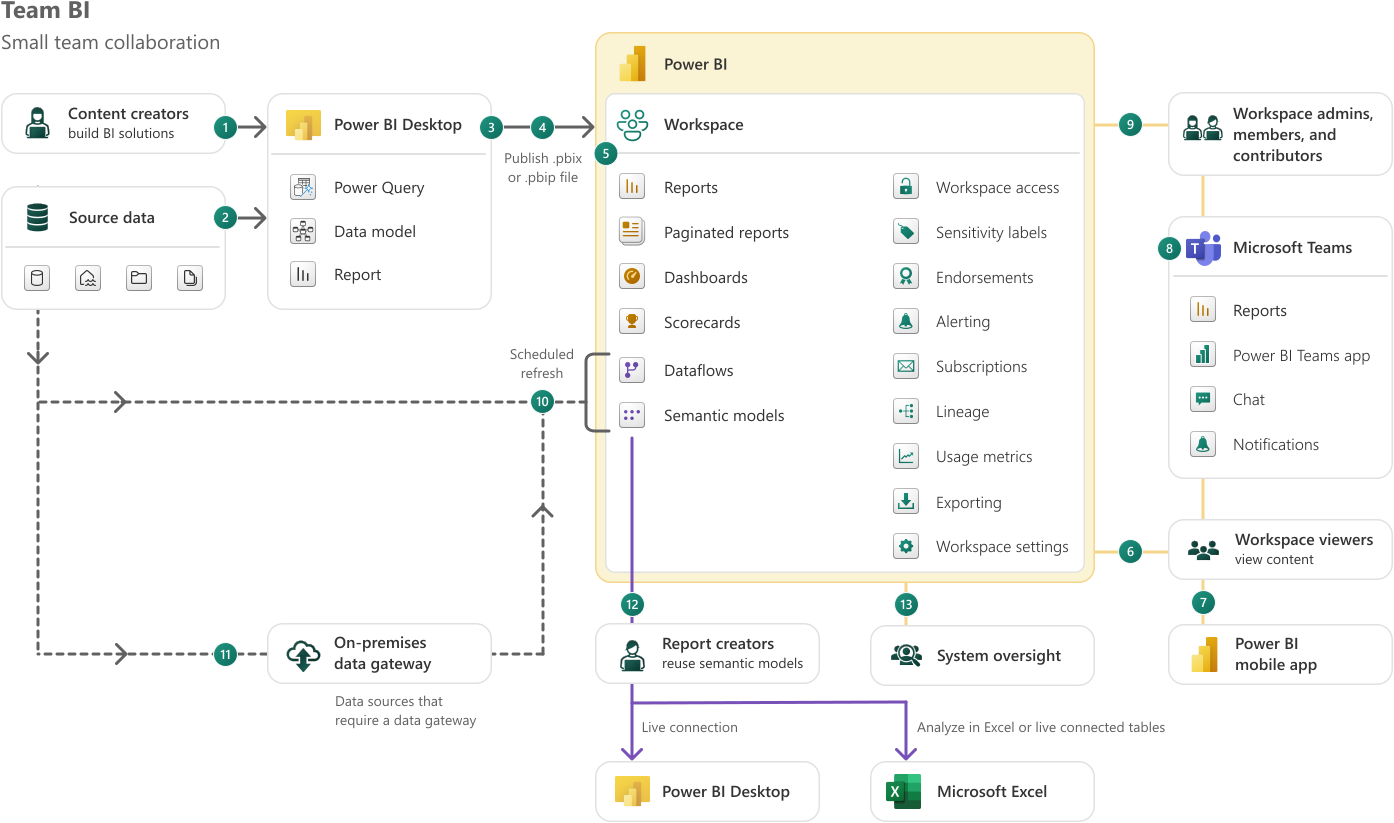 Team BI
Small team collaboration
Content creators
build BI solutions
1
Source data
2
Power BI Desktop
Power Query
Data model
Report
3
4
Publish .pbix
or .pbip file
Power BI
Workspace
5
Reports
Paginated reports
Dashboards
Scorecards
Dataflows
Semantic models
Workspace access
Sensitivity labels
Endorsements
Alerting
Subscriptions
Lineage
Usage metrics
Exporting
Workspace settings
9
Workspace admins,
members, and
contributors
8
T
Microsoft Teams
Reports
Power BI Teams app
Chat
Notifications
6
Workspace viewers
view content
7
Power BI
mobile app
Scheduled
refresh
10
11
On-premises
data gateway
Data sources that
require a data gateway
12
Report creators
reuse semantic models
13
System oversight
Live connection
Analyze in Excel or live connected tables
Power BI Desktop
X
Microsoft Excel